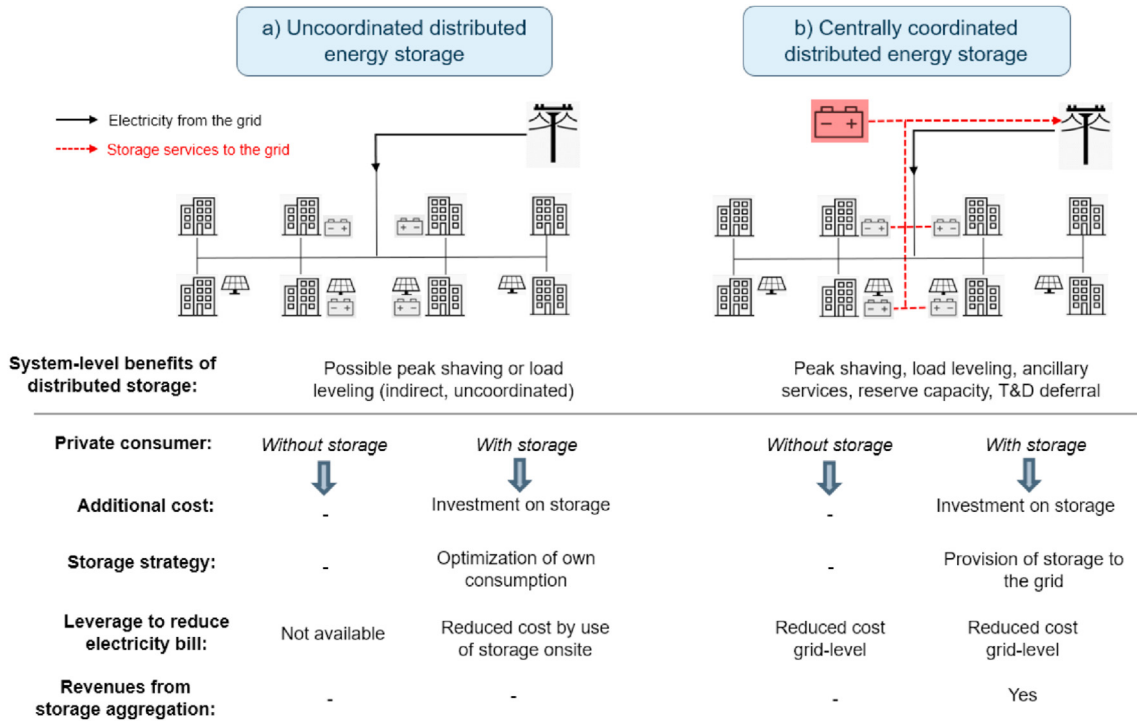 a) Uncoordinated distributed
energy storage
b) Centrally coordinated
distributed energy storage
Electricity from the grid
Storage services to the grid
System-level benefits of
distributed storage:
Possible peak shaving or load
leveling (indirect, uncoordinated)
Peak shaving, load leveling, ancillary
services, reserve capacity, T&D deferral
Private consumer:
Without storage
With storage
Without storage
With storage
Additional cost:
-
Investment on storage
-
Investment on storage
Storage strategy:
-
Optimization of own
consumption
-
Provision of storage to
the grid
Leverage to reduce
electricity bill:
Not available
Reduced cost by use
of storage onsite
Reduced cost
grid-level
Reduced cost
grid-level
Revenues from
storage aggregation:
-
-
-
Yes